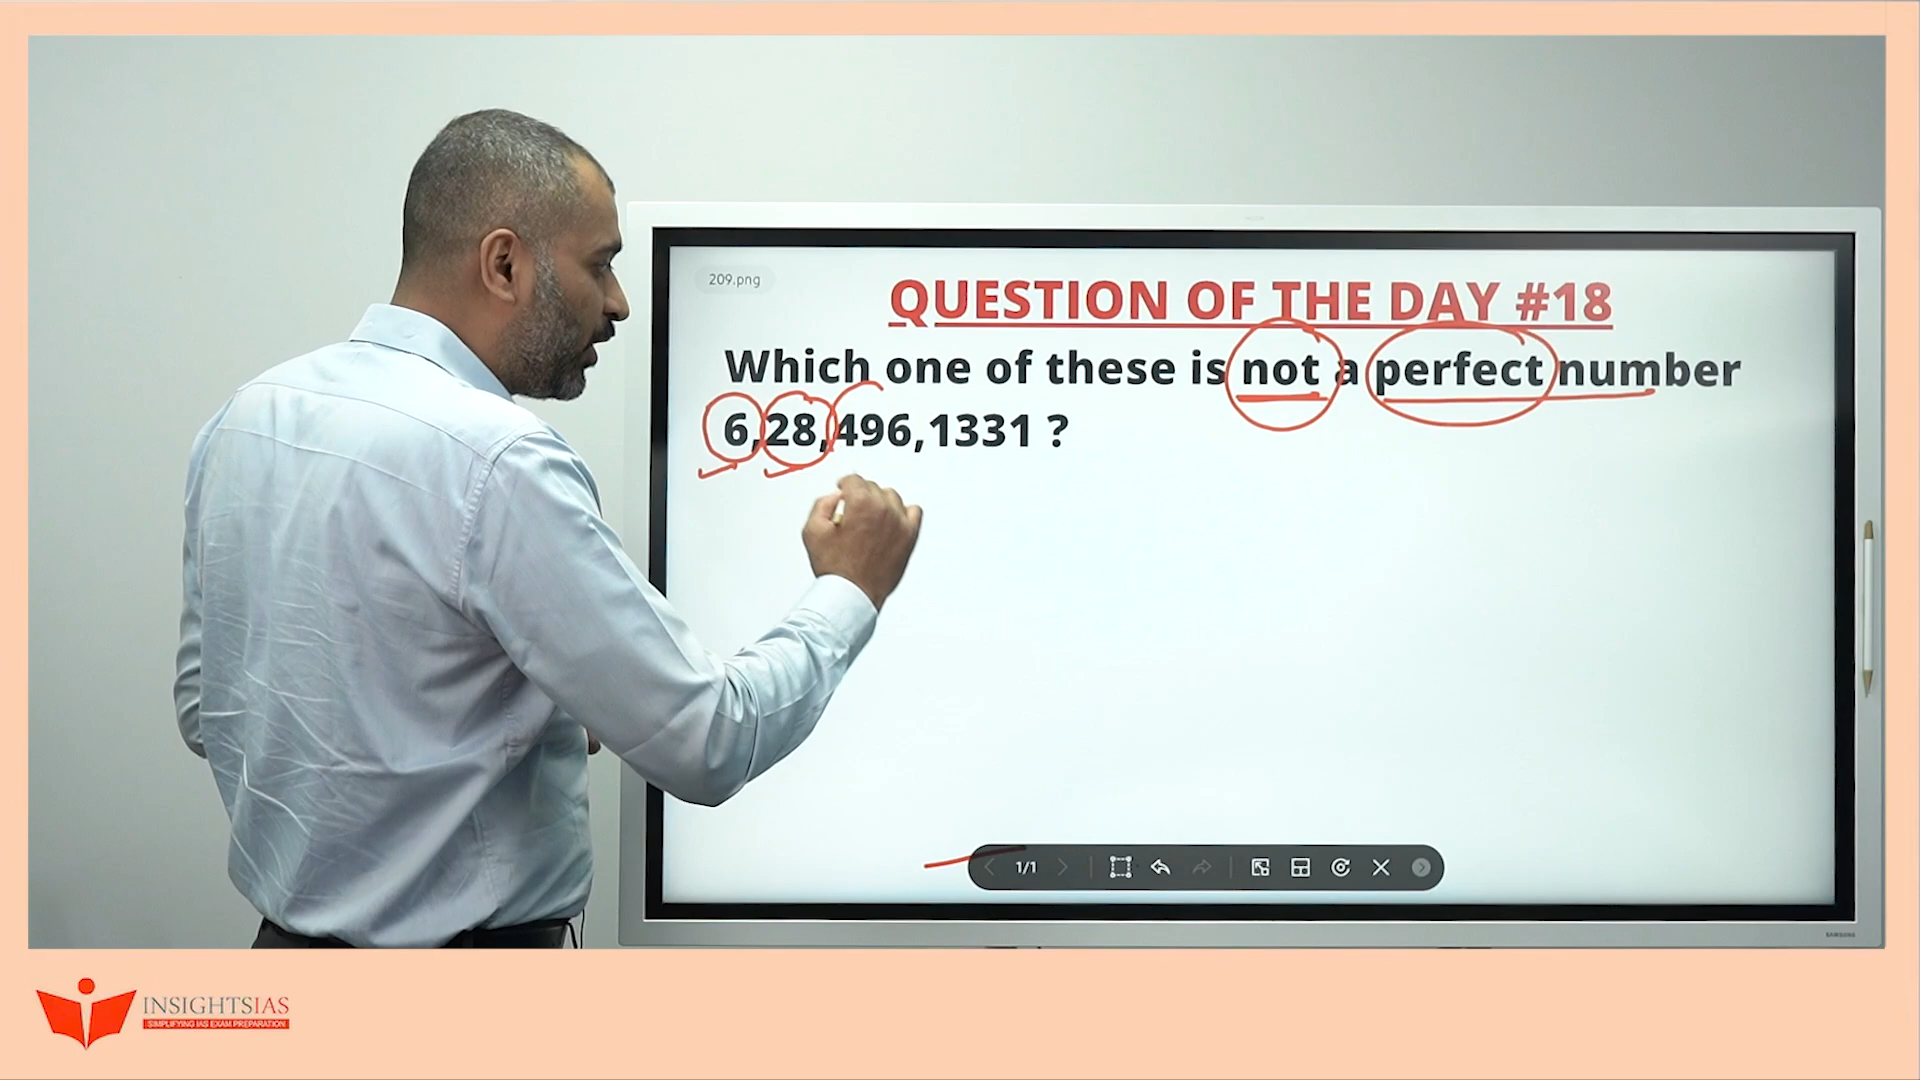 209.png
QUESTION OF THE DAY #18
Which one of these is not a perfect number
6,28,496,1331 ?
1/1
SAMSUNG
INSIGHTSIAS
SIMPLIFYING IAS EXAM PREPARATION